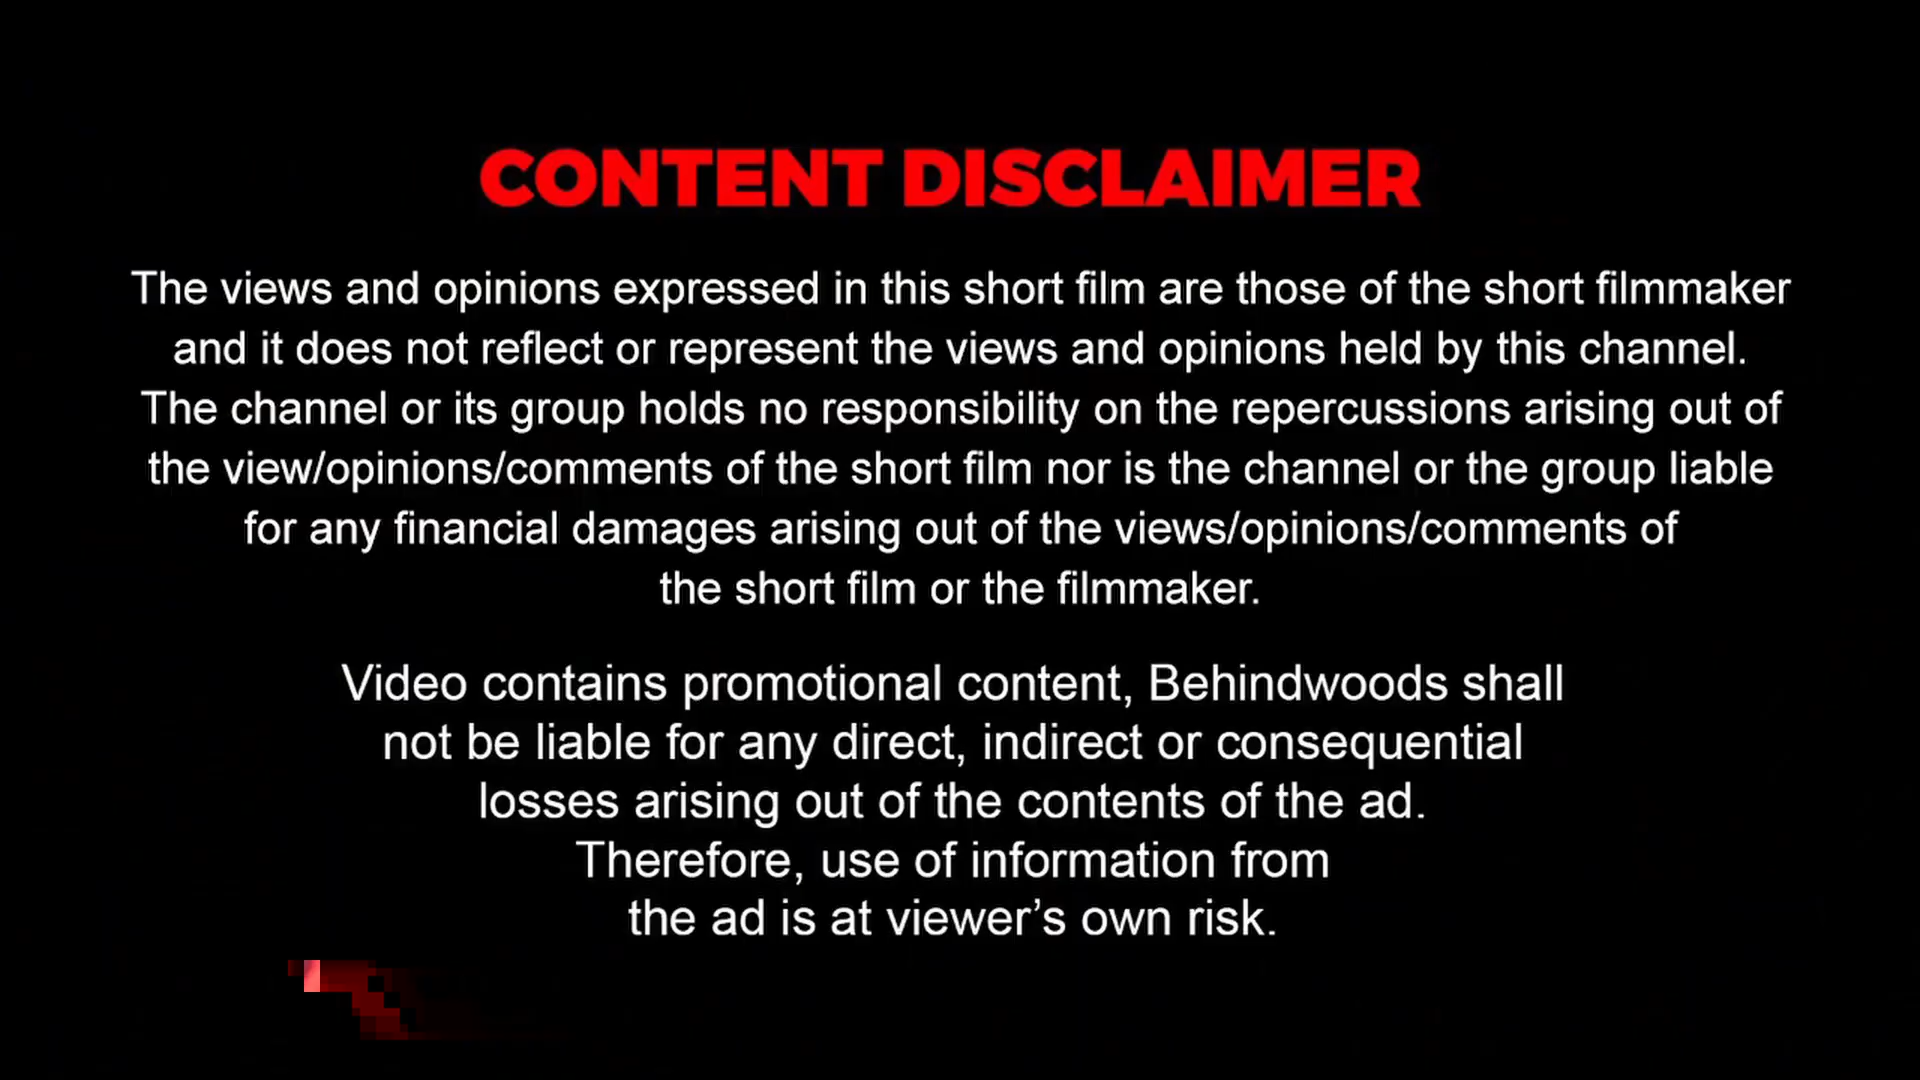 CONTENT DISCLAIMER
The views and opinions expressed in this short film are those of the short filmmaker
and it does not reflect or represent the views and opinions held by this channel.
The channel or its group holds no responsibility on the repercussions arising out of
the view/opinions/comments of the short film nor is the channel or the group liable
for any financial damages arising out of the views/opinions/comments of
the short film or the filmmaker.
Video contains promotional content, Behindwoods shall
not be liable for any direct, indirect or consequential
losses arising out of the contents of the ad.
Therefore, use of information from
the ad is at viewer’s own risk.